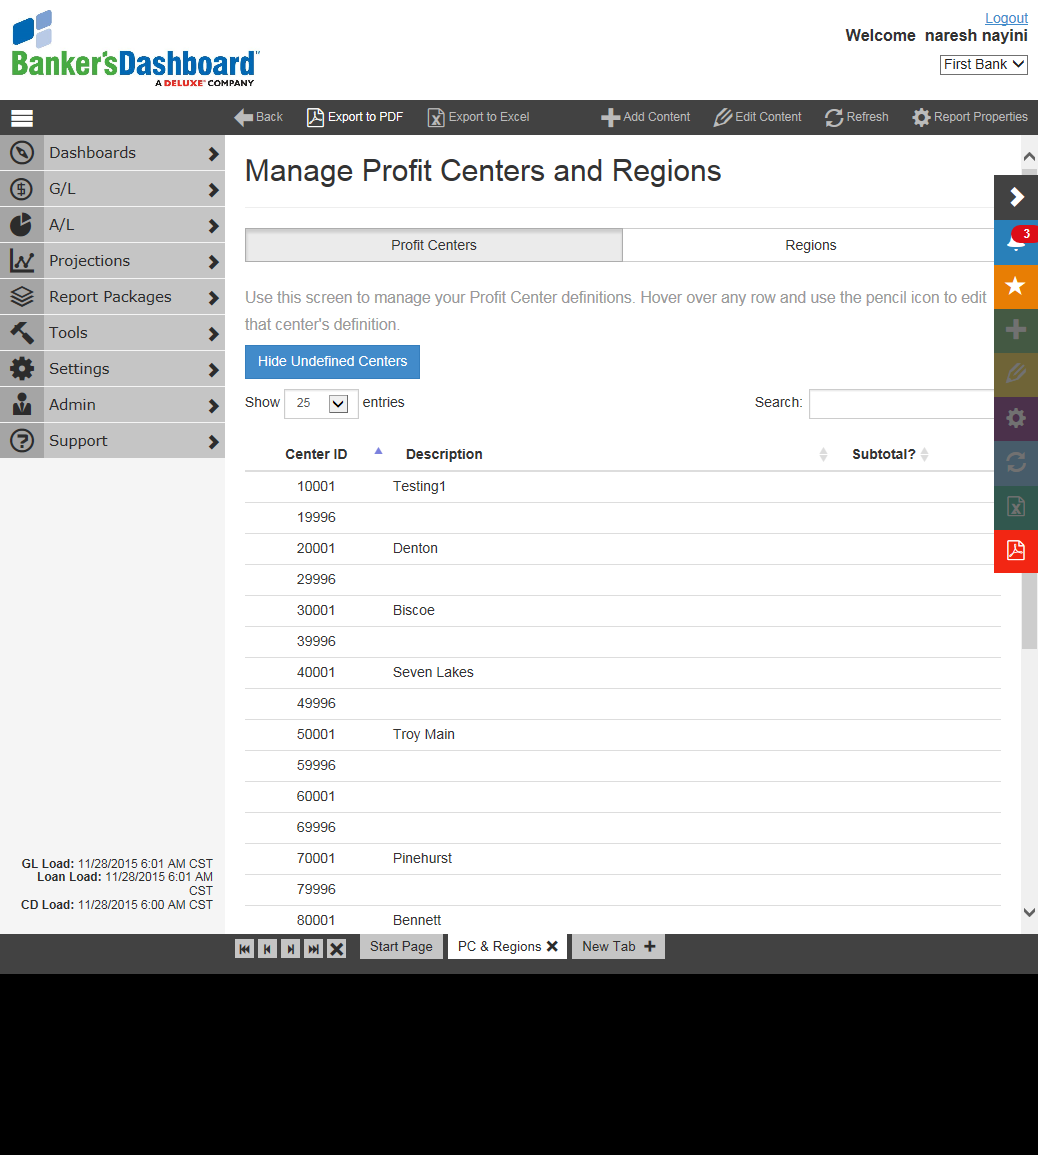 Logout
Banker'sDashboard
A DELUXE COMPANY
Welcome naresh nayini
First Bank
Back Export to PDF Export to Excel Add Content Edit Content Refresh Report Properties
Dashboards
G/L
A/L
Projections
Report Packages
Tools
Settings
Admin
Support
GL Load: 11/28/2015 6:01 AM CST
Loan Load: 11/28/2015 6:01 AM
CST
CD Load: 11/28/2015 6:00 AM CST
Manage Profit Centers and Regions
3
Profit Centers Regions
Use this screen to manage your Profit Center definitions. Hover over any row and use the pencil icon to edit
that center's definition.
Hide Undefined Centers
Show 25 entries Search:
Center ID Description Subtotal?
10001 Testing1
19996
20001 Denton
29996
30001 Biscoe
39996
40001 Seven Lakes
49996
50001 Troy Main
59996
60001
69996
70001 Pinehurst
79996
80001 Bennett
Start Page PC & Regions New Tab